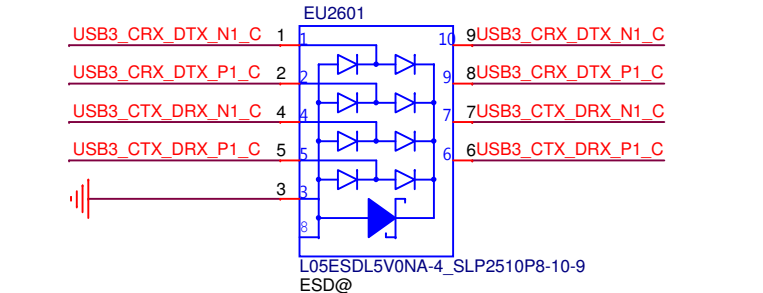 EU2601
USB3_CRX_DTX_N1_C 1 1 10 9 USB3_CRX_DTX_N1_C
USB3_CRX_DTX_P1_C 2 2 9 8 USB3_CRX_DTX_P1_C
USB3_CTX_DRX_N1_C 4 4 7 7 USB3_CTX_DRX_N1_C
USB3_CTX_DRX_P1_C 5 5 6 6 USB3_CTX_DRX_P1_C
3 3
8
L05ESDL5V0NA-4_SLP2510P8-10-9
ESD@